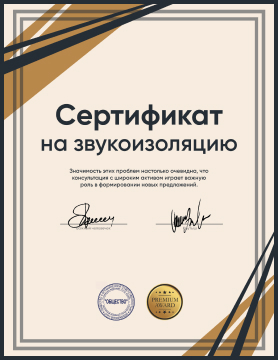 Сертификат
на звукоизоляцию
Значимость этих проблем настолько очевидна, что
консультация с широким активом играет важную
роль в формировании новых предложений.
"ОБЩЕСТВО"
PREMIUM
AWARD